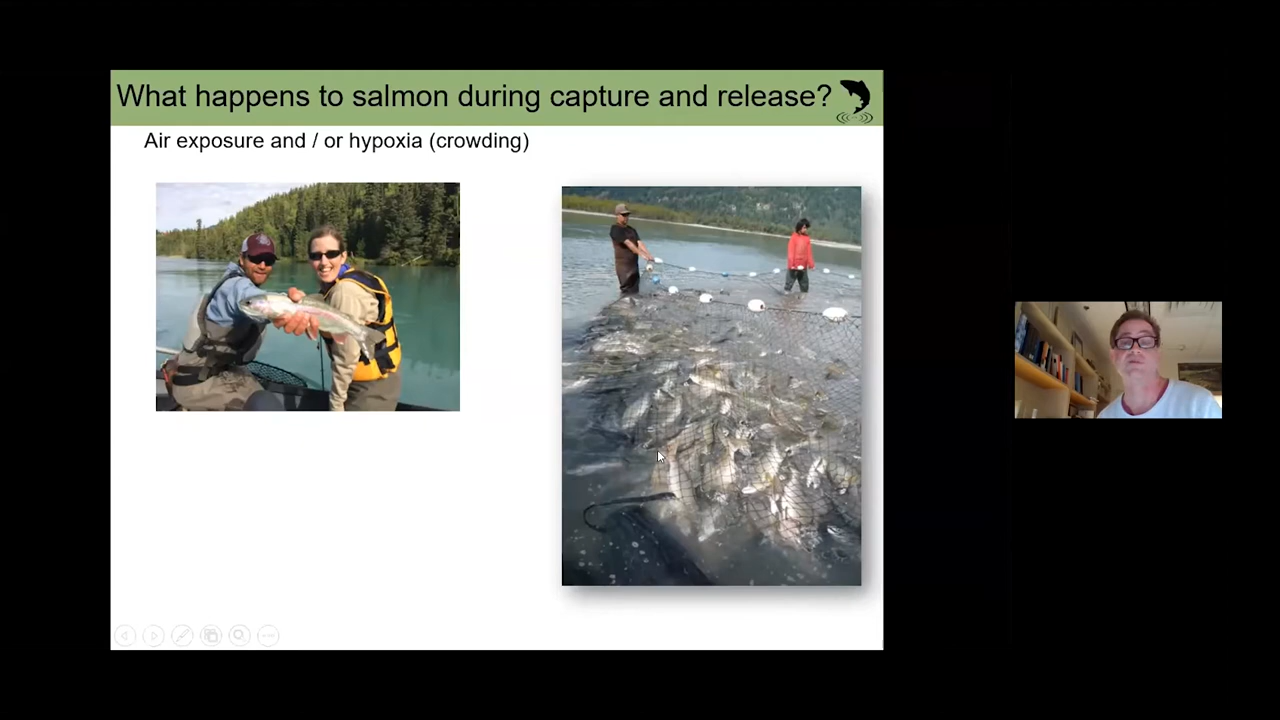 What happens to salmon during capture and release?
Air exposure and / or hypoxia (crowding)